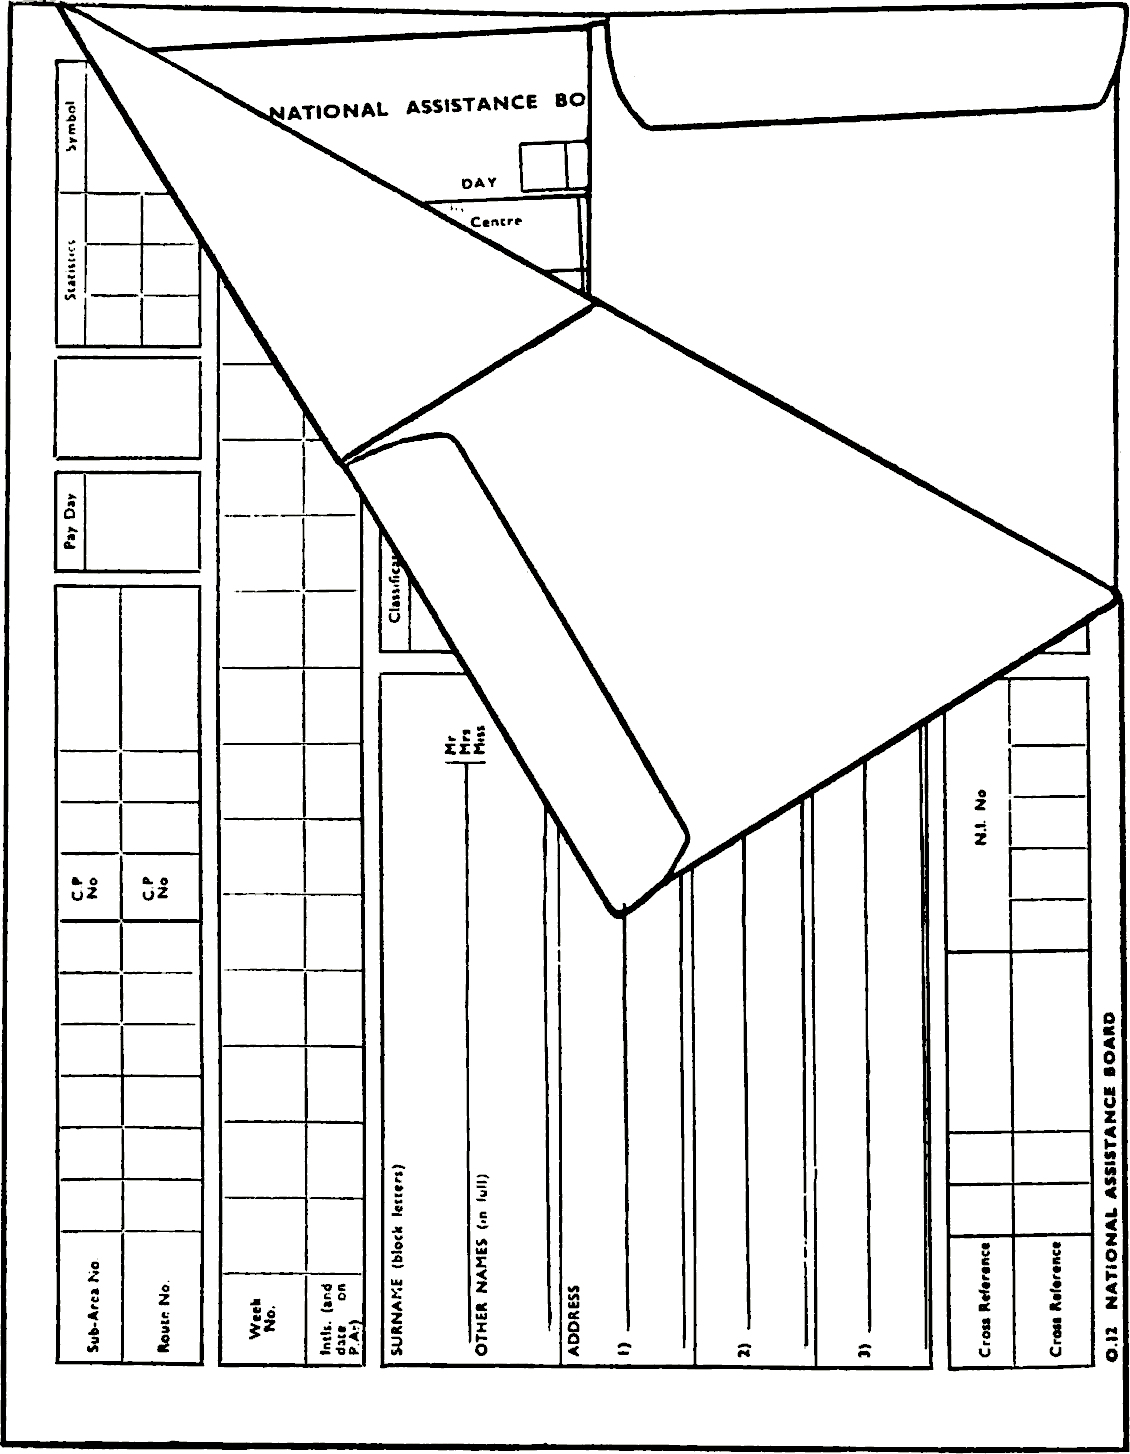 NATIONAL ASSISTANCE BO
DAY
Centre
Symbol
Statistics
Pay Day
C.P
No
C.P
No
Sub-Area No
Route No.
Week
No.
Intls. (and
date on
P.A.)
Classifica
SURNAME (block letters)
Mr
Mrs
Miss
OTHER NAMES (in full)
ADDRESS
1)
2)
3)
N.I. No
Cross Reference
Cross Reference
O.12 NATIONAL ASSISTANCE BOARD